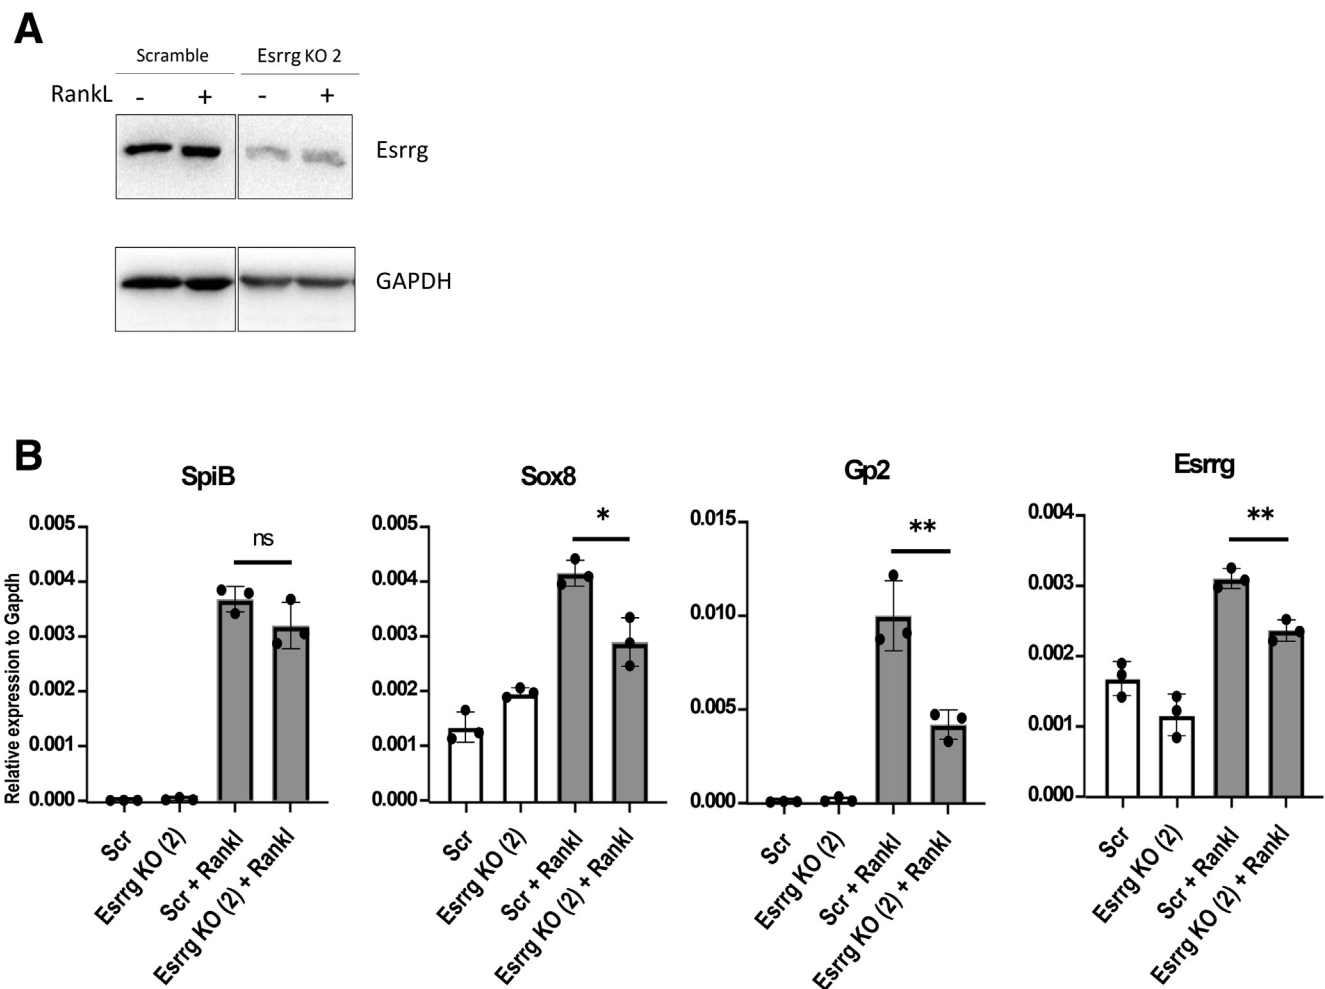 A
Scramble
Esrrg KO 2
RankL - + - +
Esrrg
GAPDH
B
SpiB
Relative expression to Gapdh
0.005
0.004
0.003
0.002
0.001
0.000
ns
Scr
Esrrg KO (2)
Scr + Rankl
Esrrg KO (2) + Rankl
Sox8
0.005
0.004
0.003
0.002
0.001
0.000
*
Scr
Esrrg KO (2)
Scr + Rankl
Esrrg KO (2) + Rankl
Gp2
0.015
0.010
0.005
0.000
**
Scr
Esrrg KO (2)
Scr + Rankl
Esrrg KO (2) + Rankl
Esrrg
0.004
0.003
0.002
0.001
0.000
**
Scr
Esrrg KO (2)
Scr + Rankl
Esrrg KO (2) + Rankl